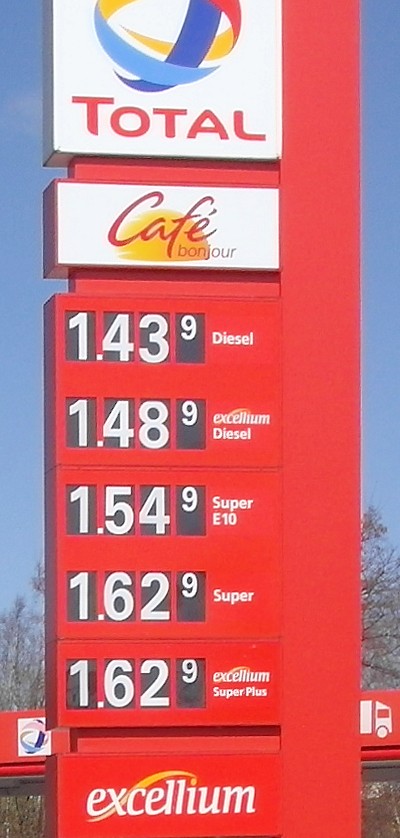 TOTAL
Café
bonjour
1.43 9 Diesel
1.48 9 excellium
Diesel
1.54 9 Super
E10
1.62 9 Super
1.62 9 excellium
Super Plus
excellium